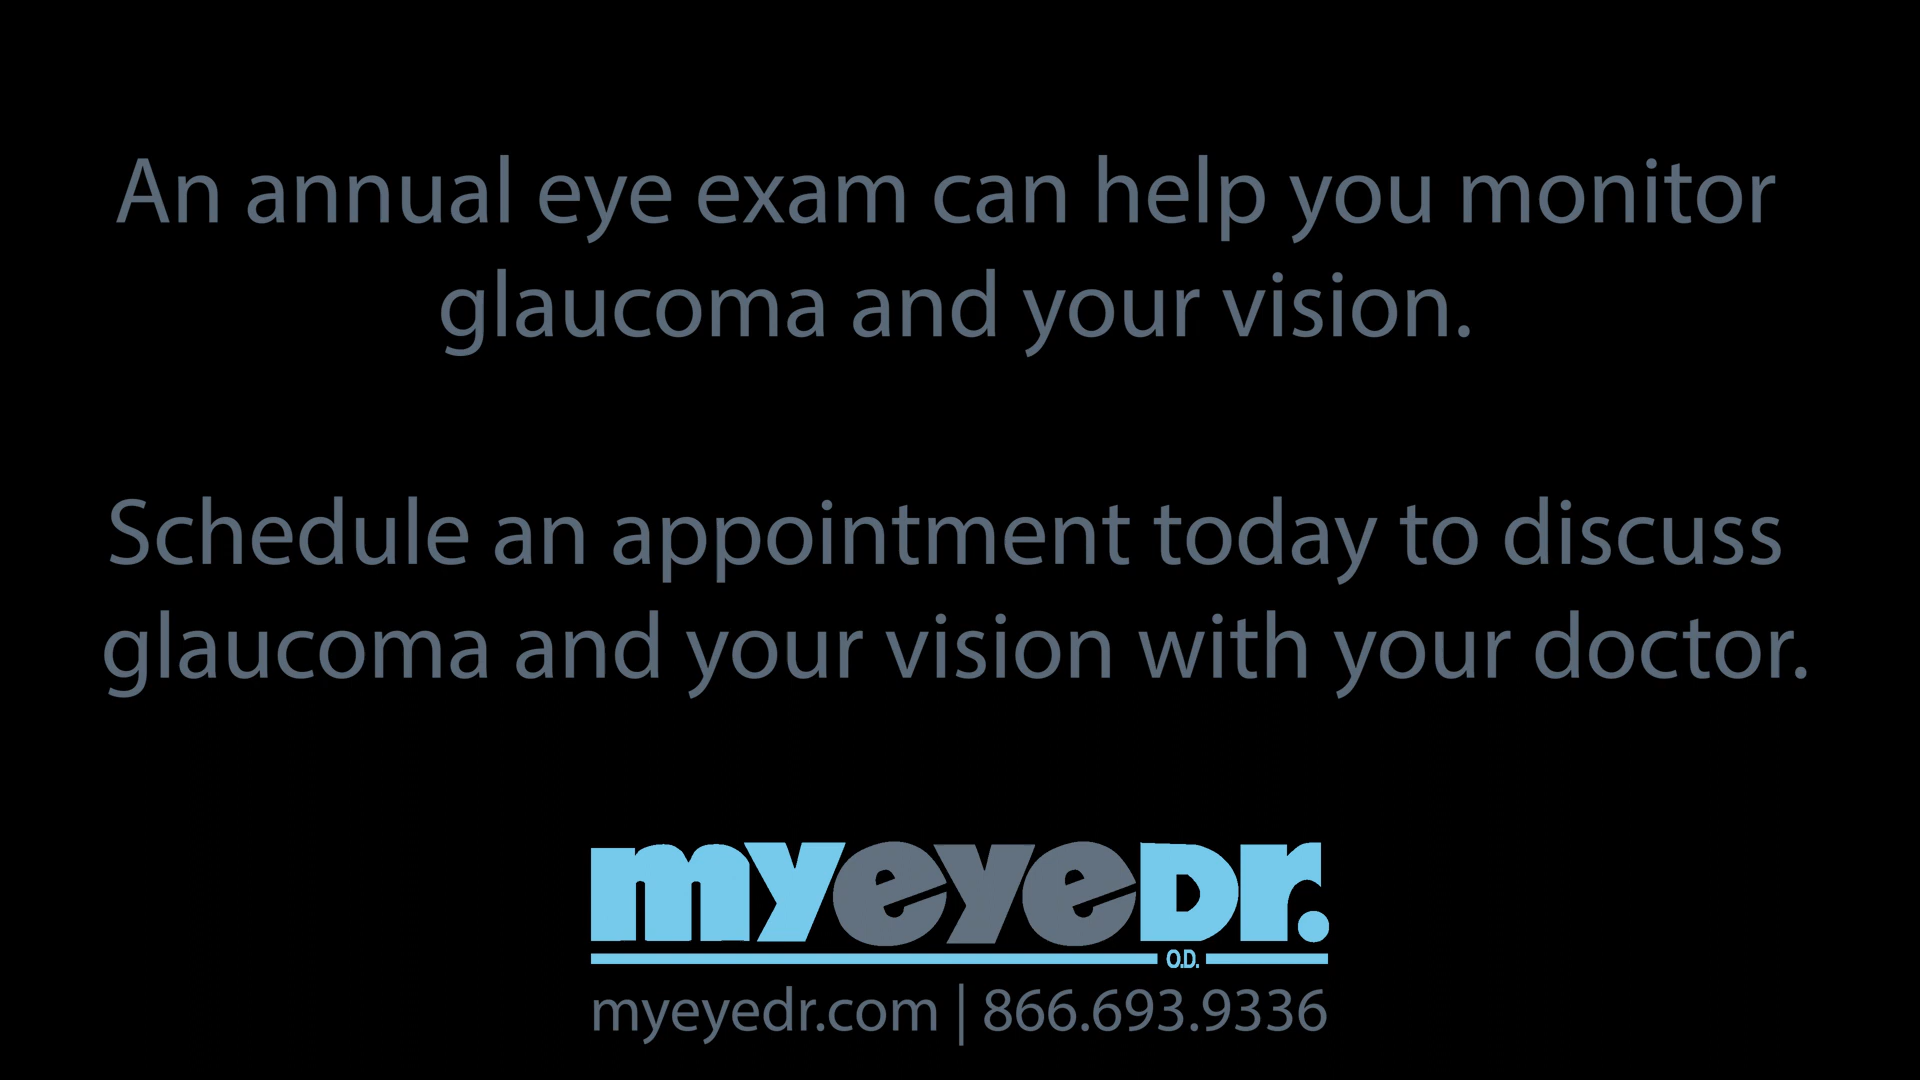 An annual eye exam can help you monitor
glaucoma and your vision.
Schedule an appointment today to discuss
glaucoma and your vision with your doctor.
myeyeDr.
O.D.
myeyedr.com | 866.693.9336